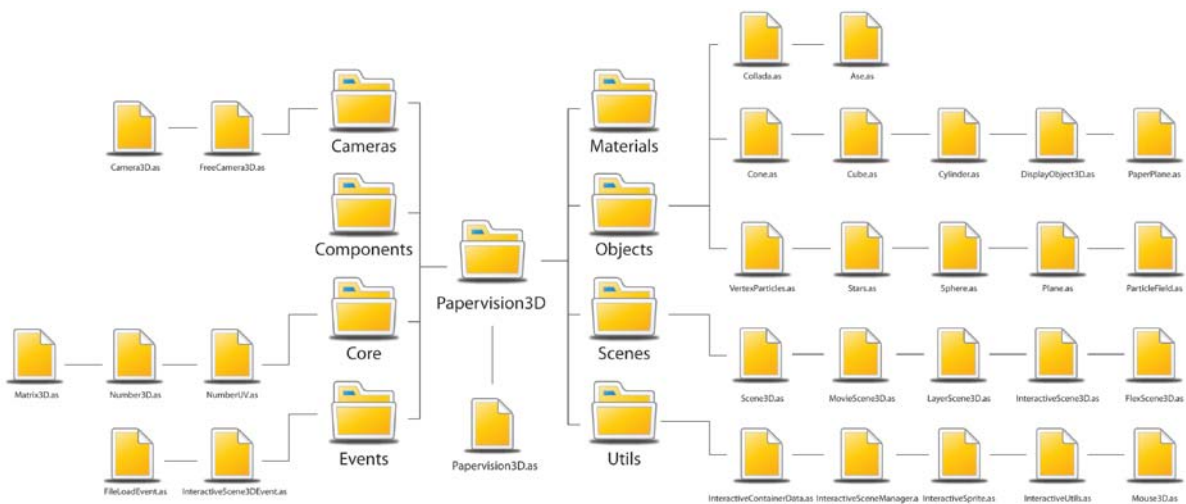 Collada.as
Ase.as
Camera3D.as
FreeCamera3D.as
Cameras
Materials
Cone.as
Cube.as
Cylinder.as
DisplayObject3D.as
PaperPlane.as
Components
Objects
Papervision3D
VertexParticles.as
Stars.as
Sphere.as
Plane.as
ParticleField.as
Core
Scenes
Matrix3D.as
Number3D.as
NumberUV.as
Scene3D.as
MovieScene3D.as
LayerScene3D.as
InteractiveScene3D.as
FlexScene3D.as
Events
Papervision3D.as
Utils
FileLoadEvent.as
InteractiveScene3DEvent.as
InteractiveContainerData.as
InteractiveSceneManager.a
InteractiveSprite.as
InteractiveUtils.as
Mouse3D.as